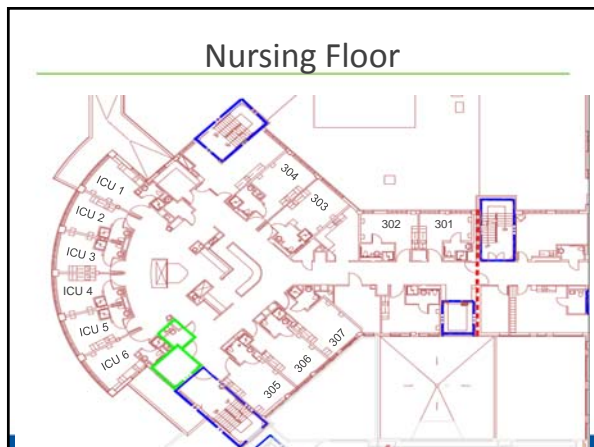 Nursing Floor
304
303
302
301
ICU 1
ICU 2
ICU 3
ICU 4
ICU 5
ICU 6
307
306
305